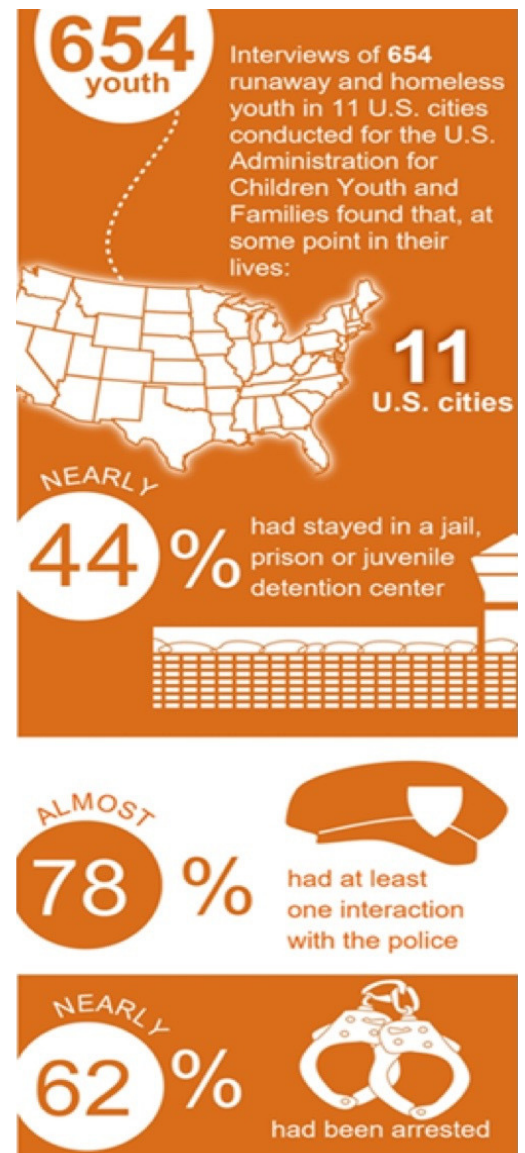 654
youth
Interviews of 654
runaway and homeless
youth in 11 U.S. cities
conducted for the U.S.
Administration for
Children Youth and
Families found that, at
some point in their
lives:
11
U.S. cities
NEARLY
44%
had stayed in a jail,
prison or juvenile
detention center
ALMOST
78%
had at least
one interaction
with the police
NEARLY
62%
had been arrested